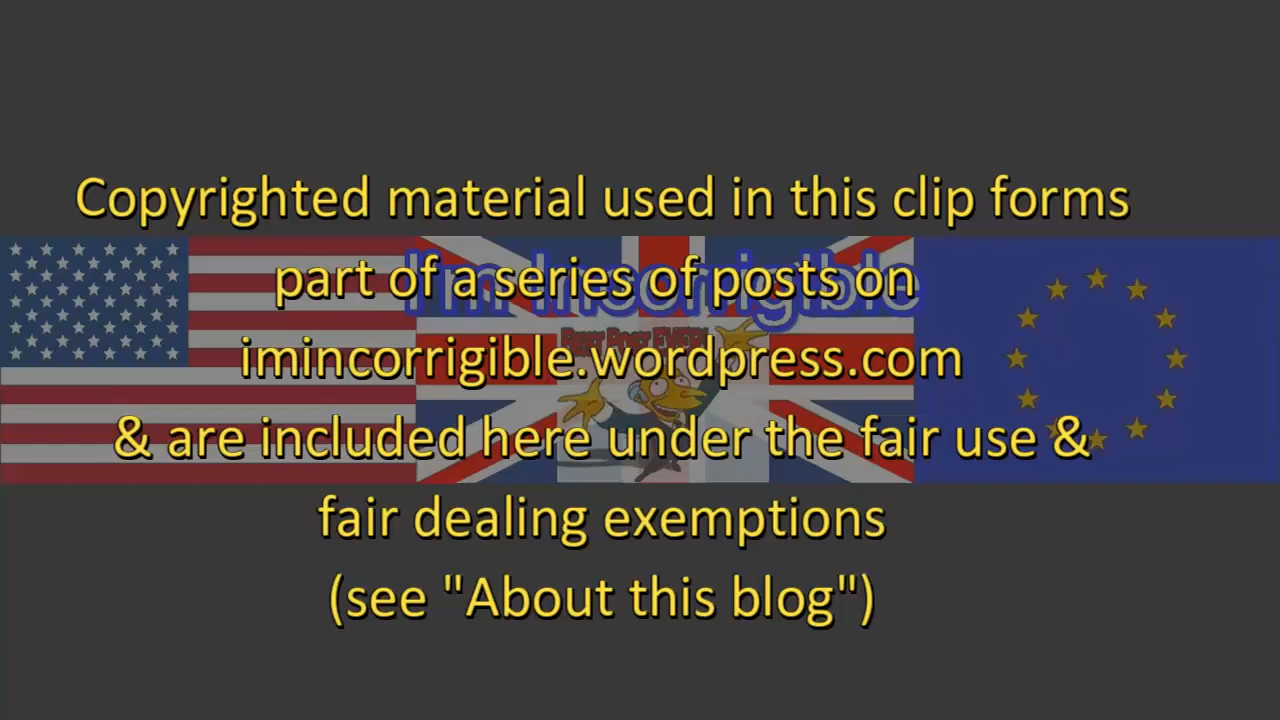 Copyrighted material used in this clip forms
part of a series of posts on
I'm Incorrigible
imincorrigible.wordpress.com
& are included here under the fair use &
fair dealing exemptions
(see "About this blog")